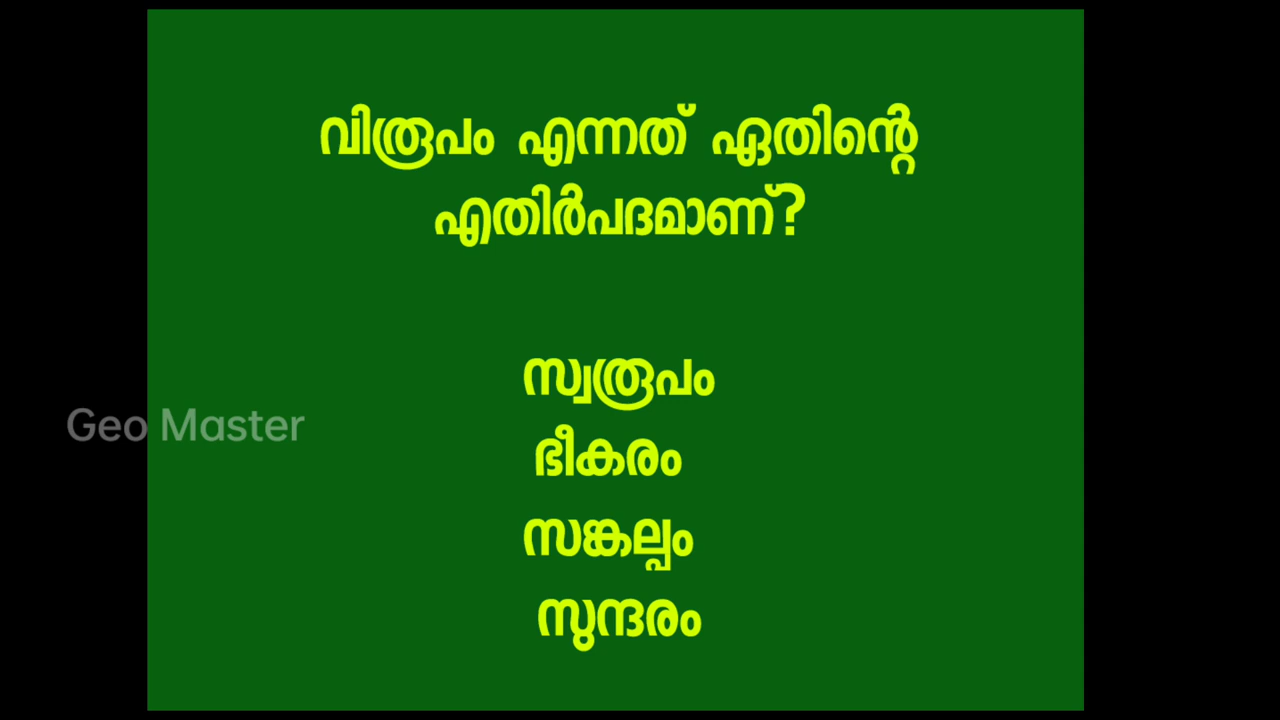 വിരൂപം എന്നത് ഏതിന്റെ
എതിർപദമാണ്?
സ്വരൂപം
Geo Master
ഭീകരം
സങ്കല്പം
സുന്ദരം